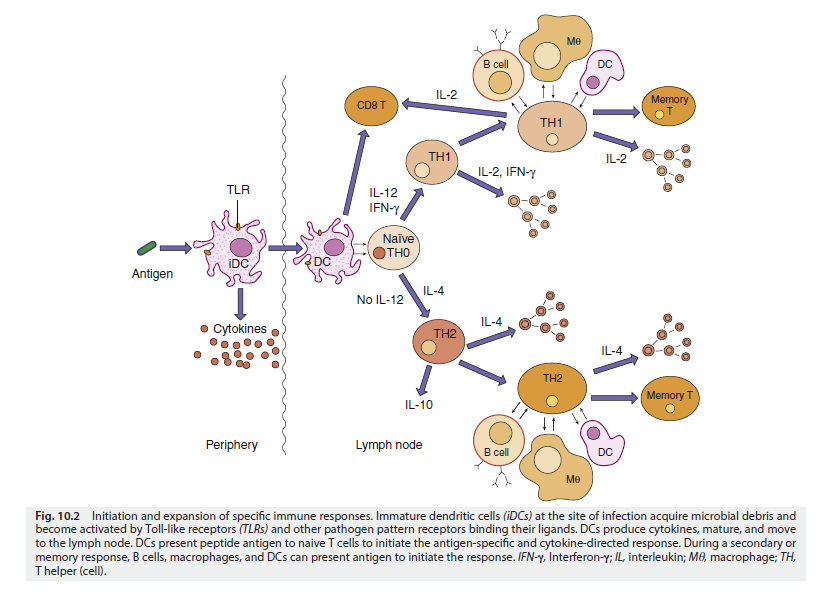 Mθ
B cell
DC
IL-2
CD8 T
Memory
T
TH1
TH1
IL-2
IL-2, IFN-γ
TLR
IL-12
IFN-γ
Naïve
TH0
iDC
DC
Antigen
IL-4
No IL-12
Cytokines
TH2
IL-4
IL-4
TH2
Memory T
IL-10
Periphery
Lymph node
B cell
DC
Mθ
Fig. 10.2 Initiation and expansion of specific immune responses. Immature dendritic cells (iDCs) at the site of infection acquire microbial debris and
become activated by Toll-like receptors (TLRs) and other pathogen pattern receptors binding their ligands. DCs produce cytokines, mature, and move
to the lymph node. DCs present peptide antigen to naive T cells to initiate the antigen-specific and cytokine-directed response. During a secondary or
memory response, B cells, macrophages, and DCs can present antigen to initiate the response. IFN-γ, Interferon-γ; IL, interleukin; Mθ, macrophage; TH,
T helper (cell).